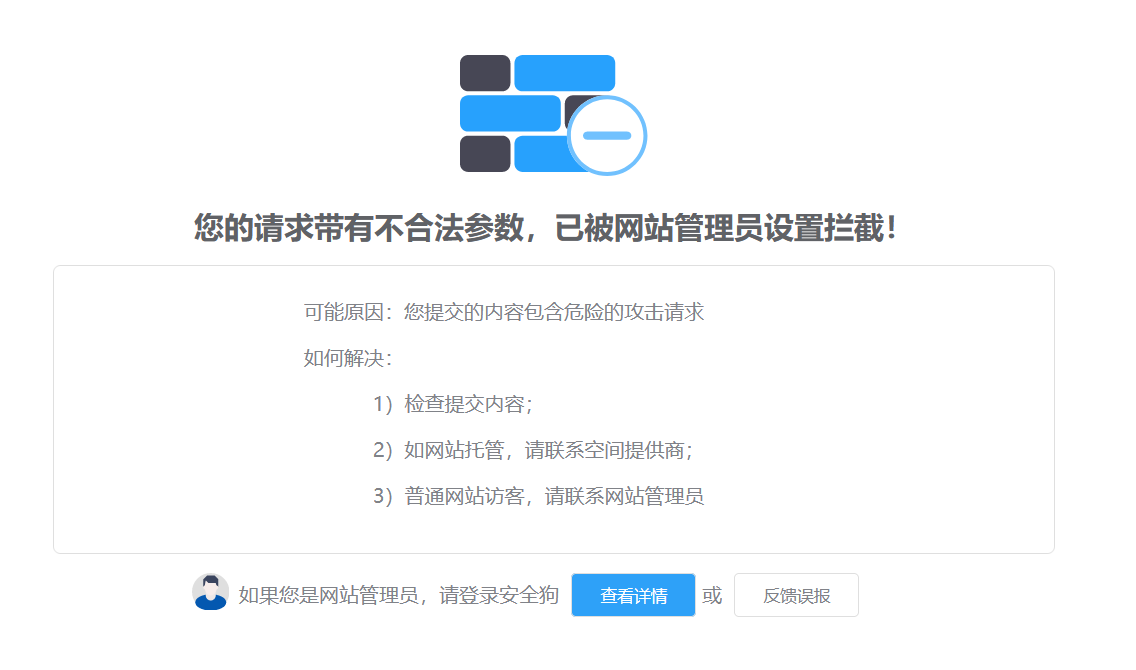 您的请求带有不合法参数，已被网站管理员设置拦截！
可能原因：您提交的内容包含危险的攻击请求
如何解决：
1）检查提交内容；
2）如网站托管，请联系空间提供商；
3）普通网站访客，请联系网站管理员
如果您是网站管理员，请登录安全狗 查看详情 或 反馈误报